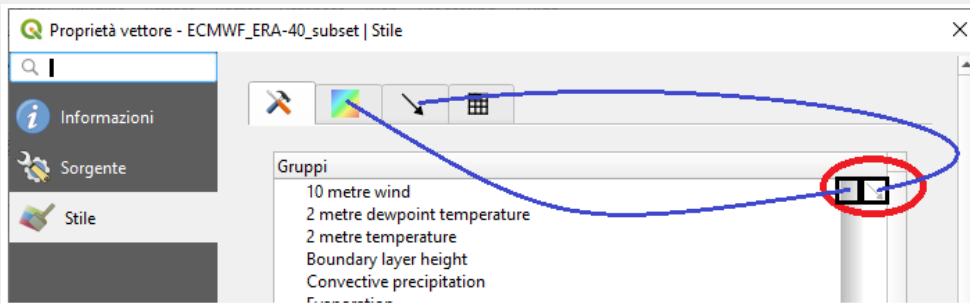 Proprietà vettore - ECMWF_ERA-40_subset | Stile
Informazioni
Sorgente
Stile
Gruppi
10 metre wind
2 metre dewpoint temperature
2 metre temperature
Boundary layer height
Convective precipitation
Evaporation